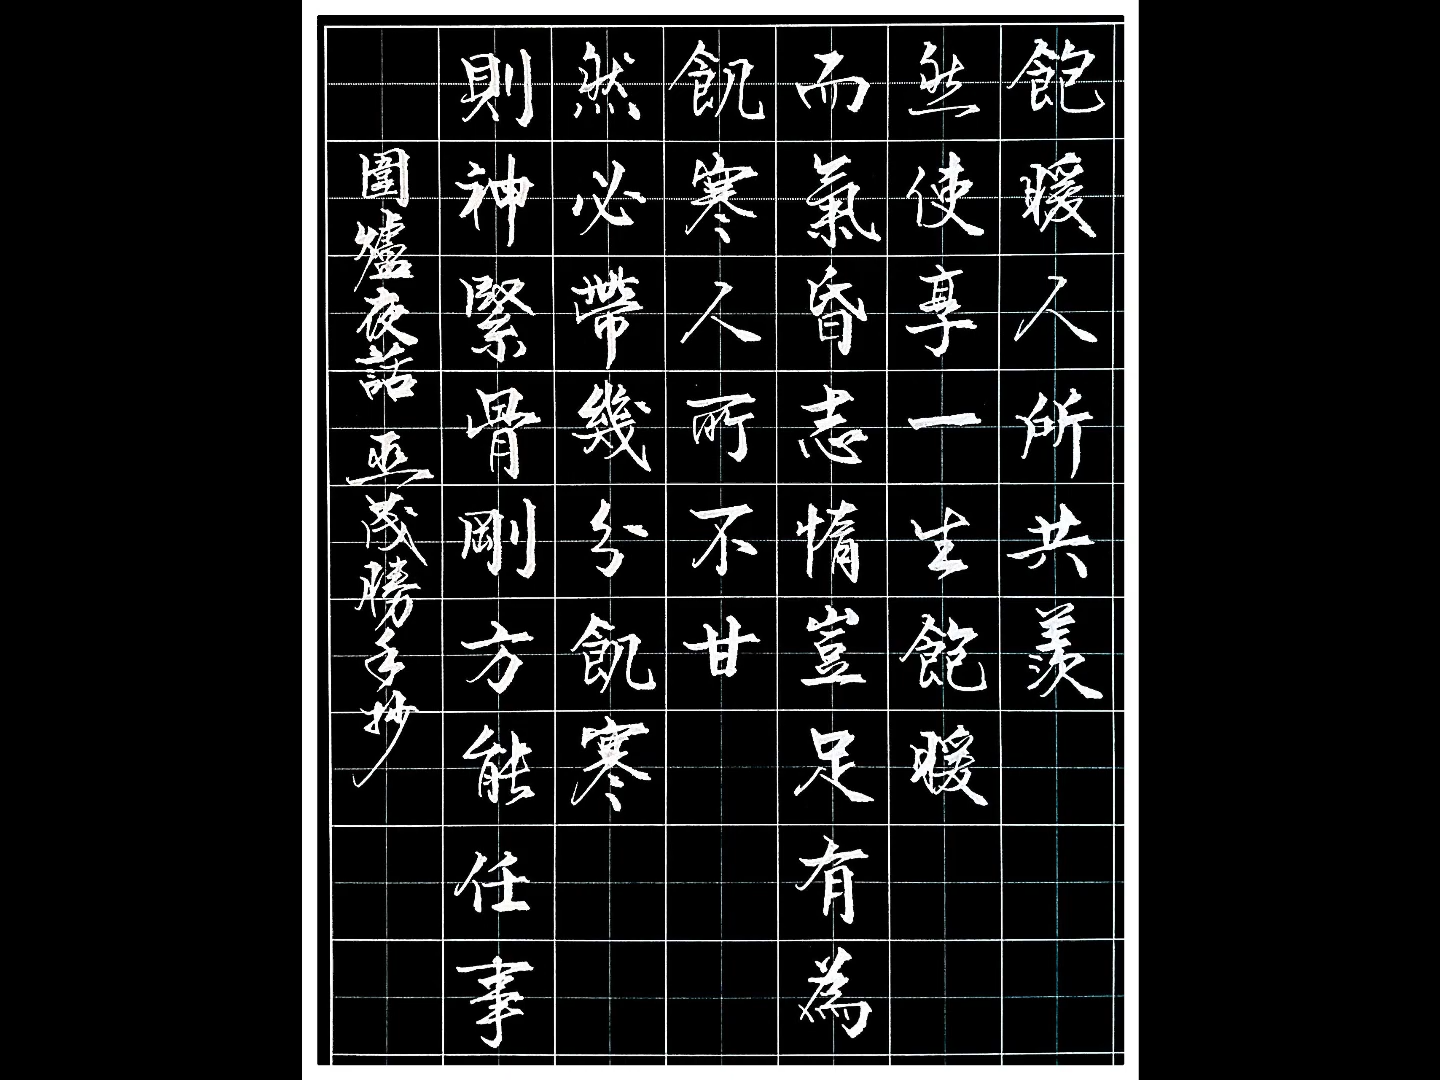 飽暖人所共羨
然使享一生飽暖
而氣昏志惰豈足有為
飢寒人所不甘
然必帶幾分飢寒
則神緊骨剛方能任事
圍爐夜話 茂勝手抄